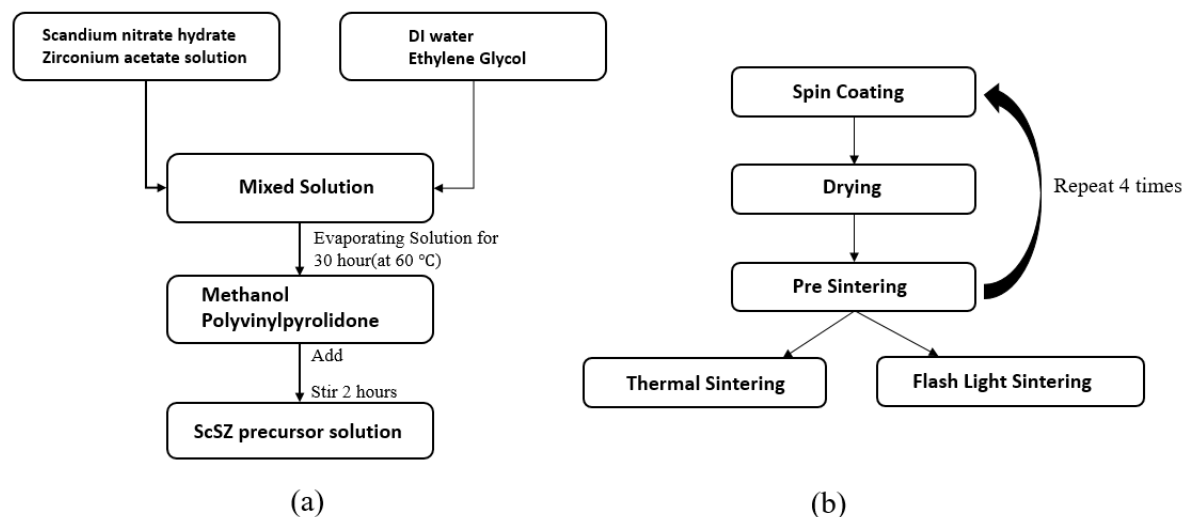 Scandium nitrate hydrate
Zirconium acetate solution
DI water
Ethylene Glycol
Mixed Solution
Evaporating Solution for
30 hour(at 60 ℃)
Methanol
Polyvinylpyrolidone
Add
Stir 2 hours
ScSZ precursor solution
(a)
Spin Coating
Drying
Repeat 4 times
Pre Sintering
Thermal Sintering
Flash Light Sintering
(b)